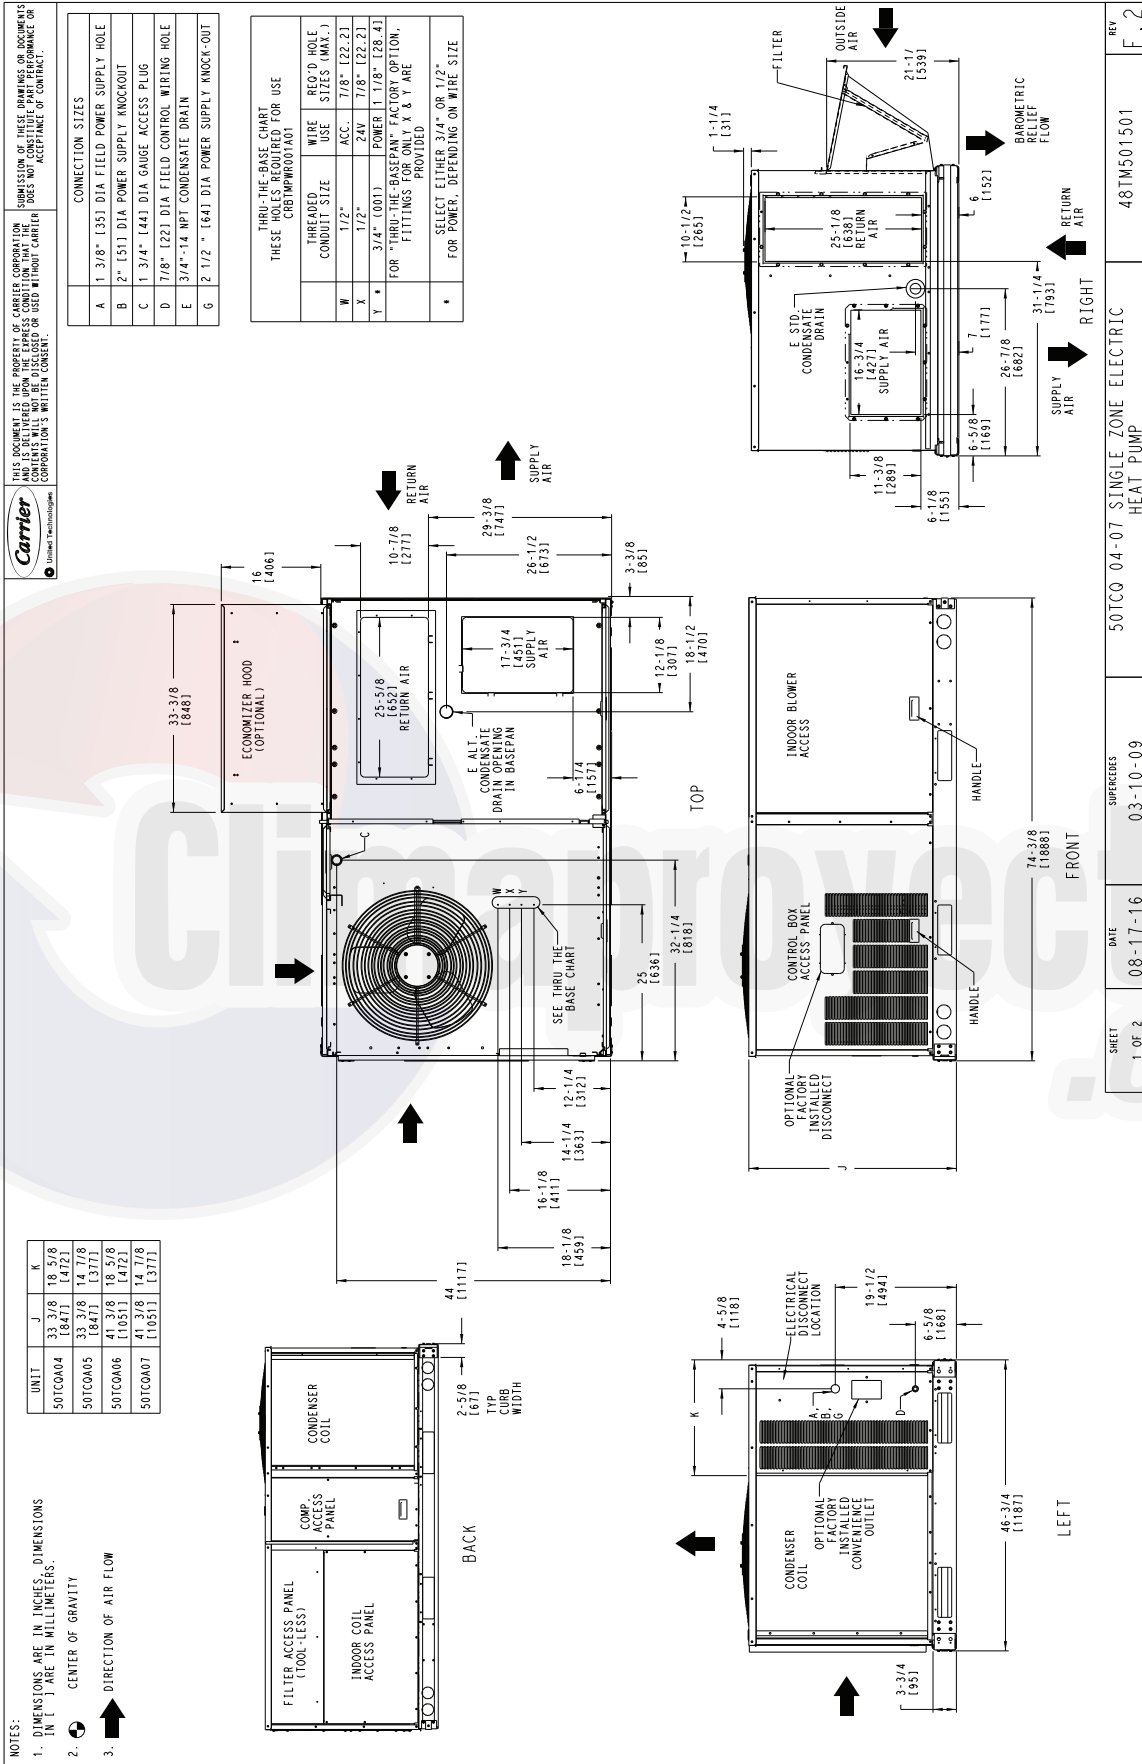 NOTES:
1. DIMENSIONS ARE IN INCHES, DIMENSIONS
IN [ ] ARE IN MILLIMETERS.
2. CENTER OF GRAVITY
3. DIRECTION OF AIR FLOW
UNIT J K
50TCQA04 33 3/8 [847] 18 5/8 [472]
50TCQA05 33 3/8 [847] 14 7/8 [377]
50TCQA06 41 3/8 [1051] 18 5/8 [472]
50TCQA07 41 3/8 [1051] 14 7/8 [377]
Carrier
United Technologies
THIS DOCUMENT IS THE PROPERTY OF CARRIER CORPORATION
AND IS DELIVERED UPON THE EXPRESS CONDITION THAT THE
CONTENTS WILL NOT BE DISCLOSED OR USED WITHOUT CARRIER
CORPORATION'S WRITTEN CONSENT.
SUBMISSION OF THESE DRAWINGS OR DOCUMENTS
DOES NOT CONSTITUTE PART PERFORMANCE OR
ACCEPTANCE OF CONTRACT.
CONNECTION SIZES
A 1 3/8" [35] DIA FIELD POWER SUPPLY HOLE
B 2" [51] DIA POWER SUPPLY KNOCKOUT
C 1 3/4" [44] DIA GAUGE ACCESS PLUG
D 7/8" [22] DIA FIELD CONTROL WIRING HOLE
E 3/4"-14 NPT CONDENSATE DRAIN
G 2 1/2 " [64] DIA POWER SUPPLY KNOCK-OUT
THRU-THE-BASE CHART
THESE HOLES REQUIRED FOR USE
CRBTMPWR001A01
THREADED CONDUIT SIZE WIRE USE REQ'D HOLE SIZES (MAX.)
W 1/2" ACC. 7/8" [22.2]
X 1/2" 24V 7/8" [22.2]
Y * 3/4" (001) POWER 1 1/8" [28.4]
FOR "THRU-THE-BASEPAN" FACTORY OPTION,
FITTINGS FOR ONLY X & Y ARE
PROVIDED
* SELECT EITHER 3/4" OR 1/2"
FOR POWER, DEPENDING ON WIRE SIZE
FILTER ACCESS PANEL
(TOOL-LESS)
INDOOR COIL
ACCESS PANEL
COMP.
ACCESS
PANEL
CONDENSER
COIL
2-5/8
[67]
TYP
CURB
WIDTH
BACK
44
[1117]
18-1/8
[459]
16-1/8
[411]
14-1/4
[363]
12-1/4
[312]
25
[636]
32-1/4
[818]
SEE THRU THE
BASE CHART
W
X
Y
C
33-3/8
[848]
16
[406]
ECONOMIZER HOOD
(OPTIONAL)
25-5/8
[652]
RETURN AIR
17-3/4
[451]
SUPPLY
AIR
E ALT.
CONDENSATE
DRAIN OPENING
IN BASEPAN
6-1/4
[157]
10-7/8
[277]
RETURN
AIR
29-3/8
[747]
SUPPLY
AIR
26-1/2
[673]
3-3/8
[85]
12-1/8
[307]
18-1/2
[470]
TOP
3-3/4
[95]
CONDENSER
COIL
OPTIONAL
FACTORY
INSTALLED
CONVENIENCE
OUTLET
K
4-5/8
[118]
ELECTRICAL
DISCONNECT
LOCATION
A,
B,
G
D
19-1/2
[494]
6-5/8
[168]
46-3/4
[1187]
LEFT
J
OPTIONAL
FACTORY
INSTALLED
DISCONNECT
CONTROL BOX
ACCESS PANEL
HANDLE
INDOOR BLOWER
ACCESS
HANDLE
74-3/8
[1888]
FRONT
6-1/8
[155]
11-3/8
[289]
6-5/8
[169]
16-3/4
[427]
SUPPLY AIR
E STD.
CONDENSATE
DRAIN
10-1/2
[265]
25-1/8
[638]
RETURN
AIR
1-1/4
[31]
FILTER
OUTSIDE
AIR
21-1/
[539]
BAROMETRIC
RELIEF
FLOW
6
[152]
7
[177]
26-7/8
[682]
31-1/4
[793]
SUPPLY
AIR
RETURN
AIR
RIGHT
SHEET
1 OF 2
DATE
08-17-16
SUPERCEDES
03-10-09
50TCQ 04-07 SINGLE ZONE ELECTRIC
HEAT PUMP
48TM501501
REV
Climaproyect